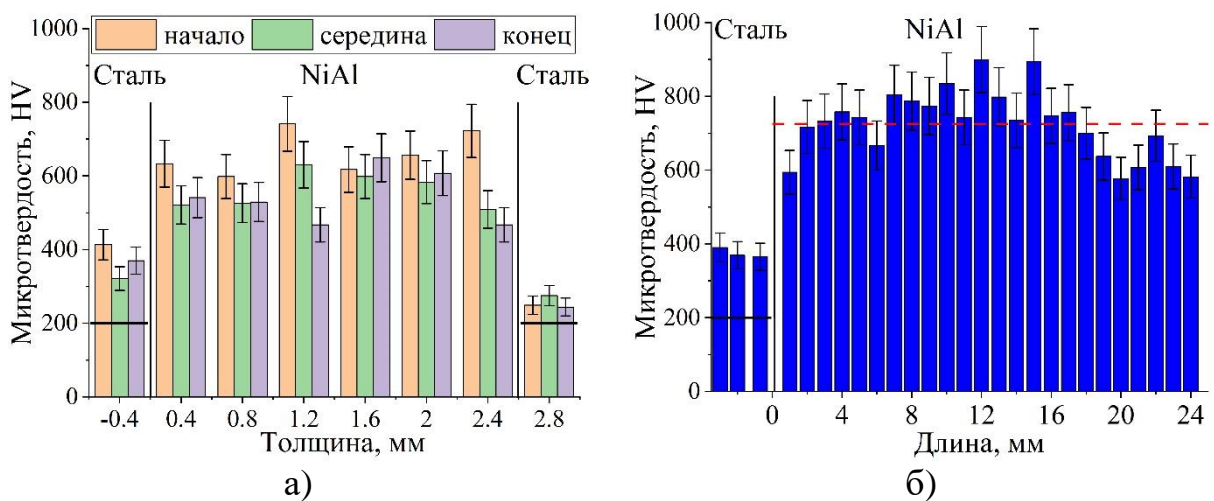 1000
800
600
400
200
0
Микротвердость, HV
начало середина конец
Сталь NiAl Сталь
-0.4 0.4 0.8 1.2 1.6 2 2.4 2.8
Толщина, мм
а)
1000
800
600
400
200
0
Микротвердость, HV
Сталь NiAl
0 4 8 12 16 20 24
Длина, мм
б)